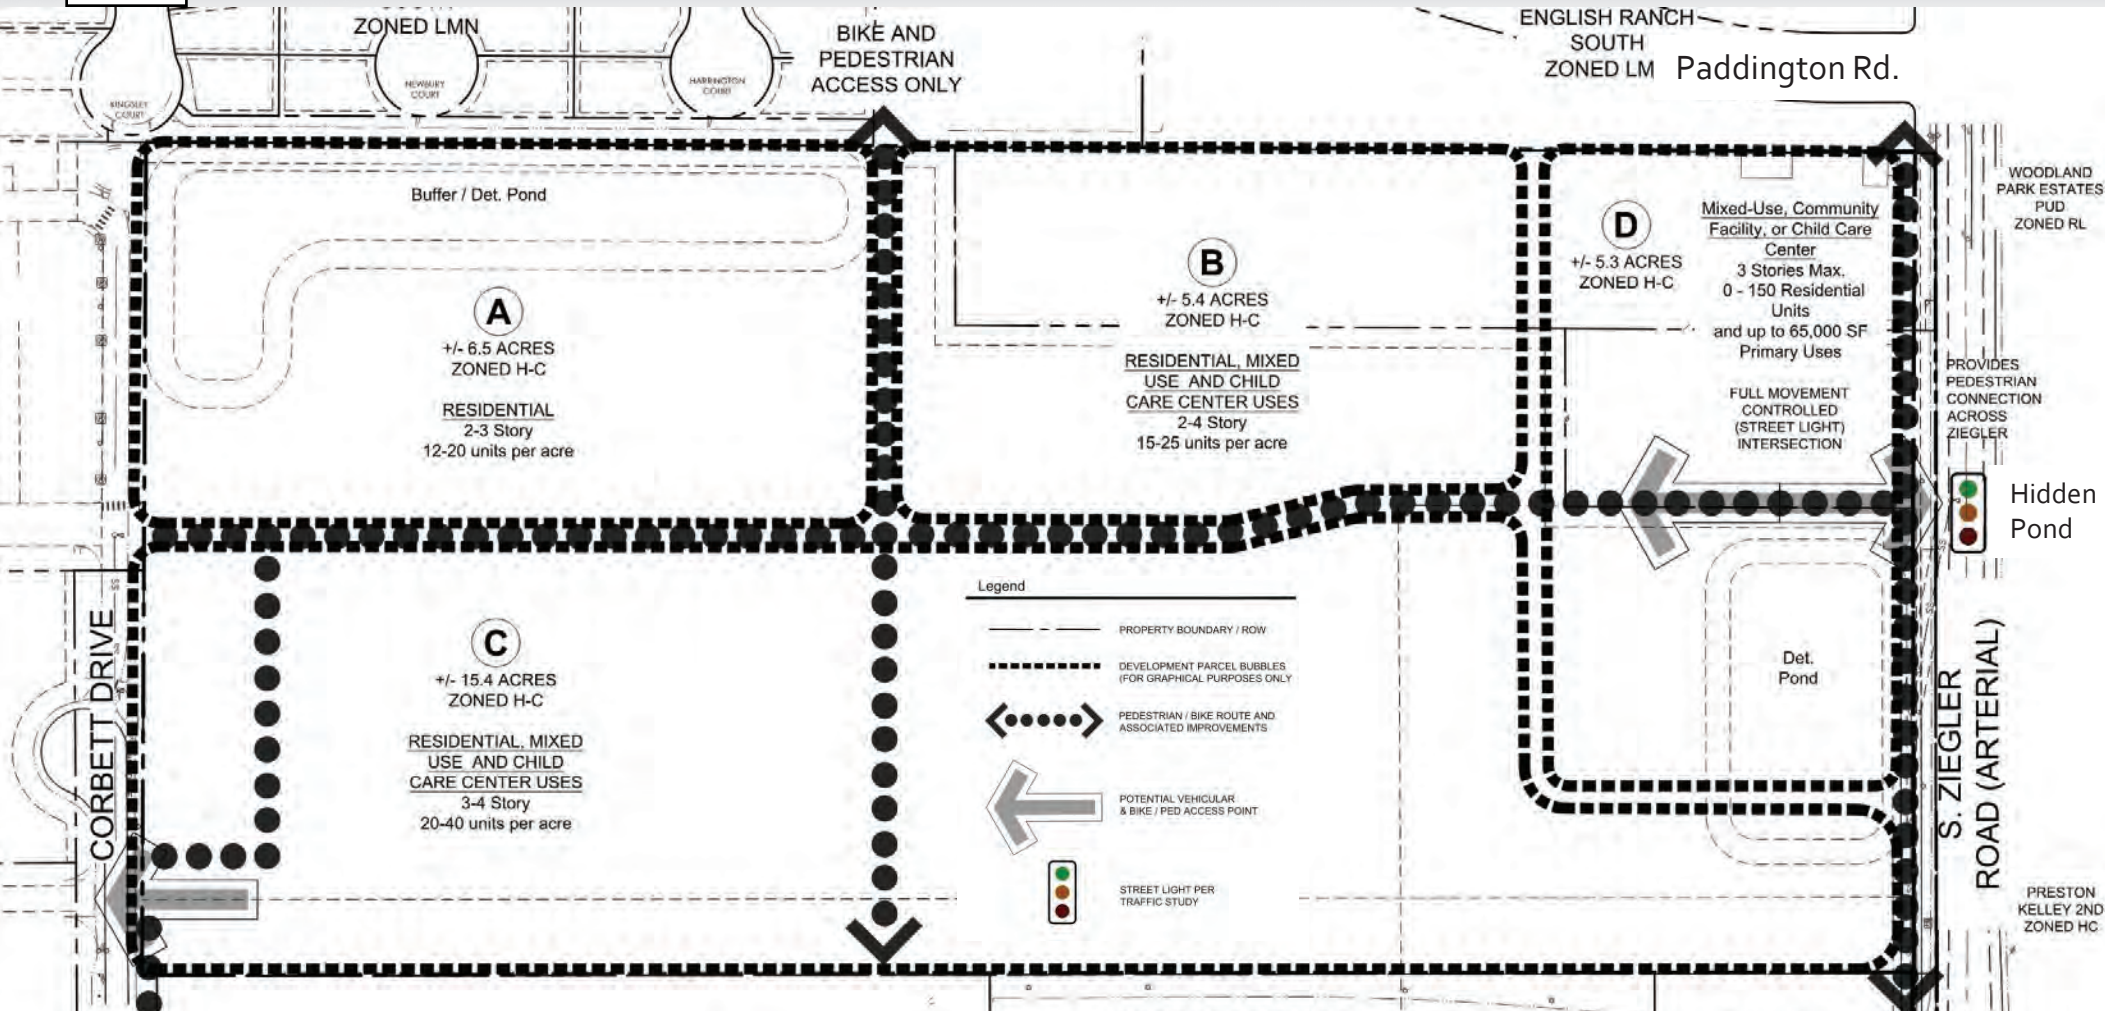 ZONED LMN
KINGSLEY
COURT
NEWBURY
COURT
HARRINGTON
COURT
BIKE AND
PEDESTRIAN
ACCESS ONLY
ENGLISH RANCH
SOUTH
ZONED LM
Paddington Rd.
WOODLAND
PARK ESTATES
PUD
ZONED RL
Buffer / Det. Pond
A
+/- 6.5 ACRES
ZONED H-C
RESIDENTIAL
2-3 Story
12-20 units per acre
B
+/- 5.4 ACRES
ZONED H-C
RESIDENTIAL, MIXED
USE AND CHILD
CARE CENTER USES
2-4 Story
15-25 units per acre
D
+/- 5.3 ACRES
ZONED H-C
Mixed-Use, Community
Facility, or Child Care
Center
3 Stories Max.
0 - 150 Residential
Units
and up to 65,000 SF
Primary Uses
FULL MOVEMENT
CONTROLLED
(STREET LIGHT)
INTERSECTION
PROVIDES
PEDESTRIAN
CONNECTION
ACROSS
ZIEGLER
Hidden
Pond
CORBETT DRIVE
C
+/- 15.4 ACRES
ZONED H-C
RESIDENTIAL, MIXED
USE AND CHILD
CARE CENTER USES
3-4 Story
20-40 units per acre
Legend
PROPERTY BOUNDARY / ROW
DEVELOPMENT PARCEL BUBBLES
(FOR GRAPHICAL PURPOSES ONLY
PEDESTRIAN / BIKE ROUTE AND
ASSOCIATED IMPROVEMENTS
POTENTIAL VEHICULAR
& BIKE / PED ACCESS POINT
STREET LIGHT PER
TRAFFIC STUDY
Det.
Pond
S. ZIEGLER
ROAD (ARTERIAL)
PRESTON
KELLEY 2ND
ZONED HC